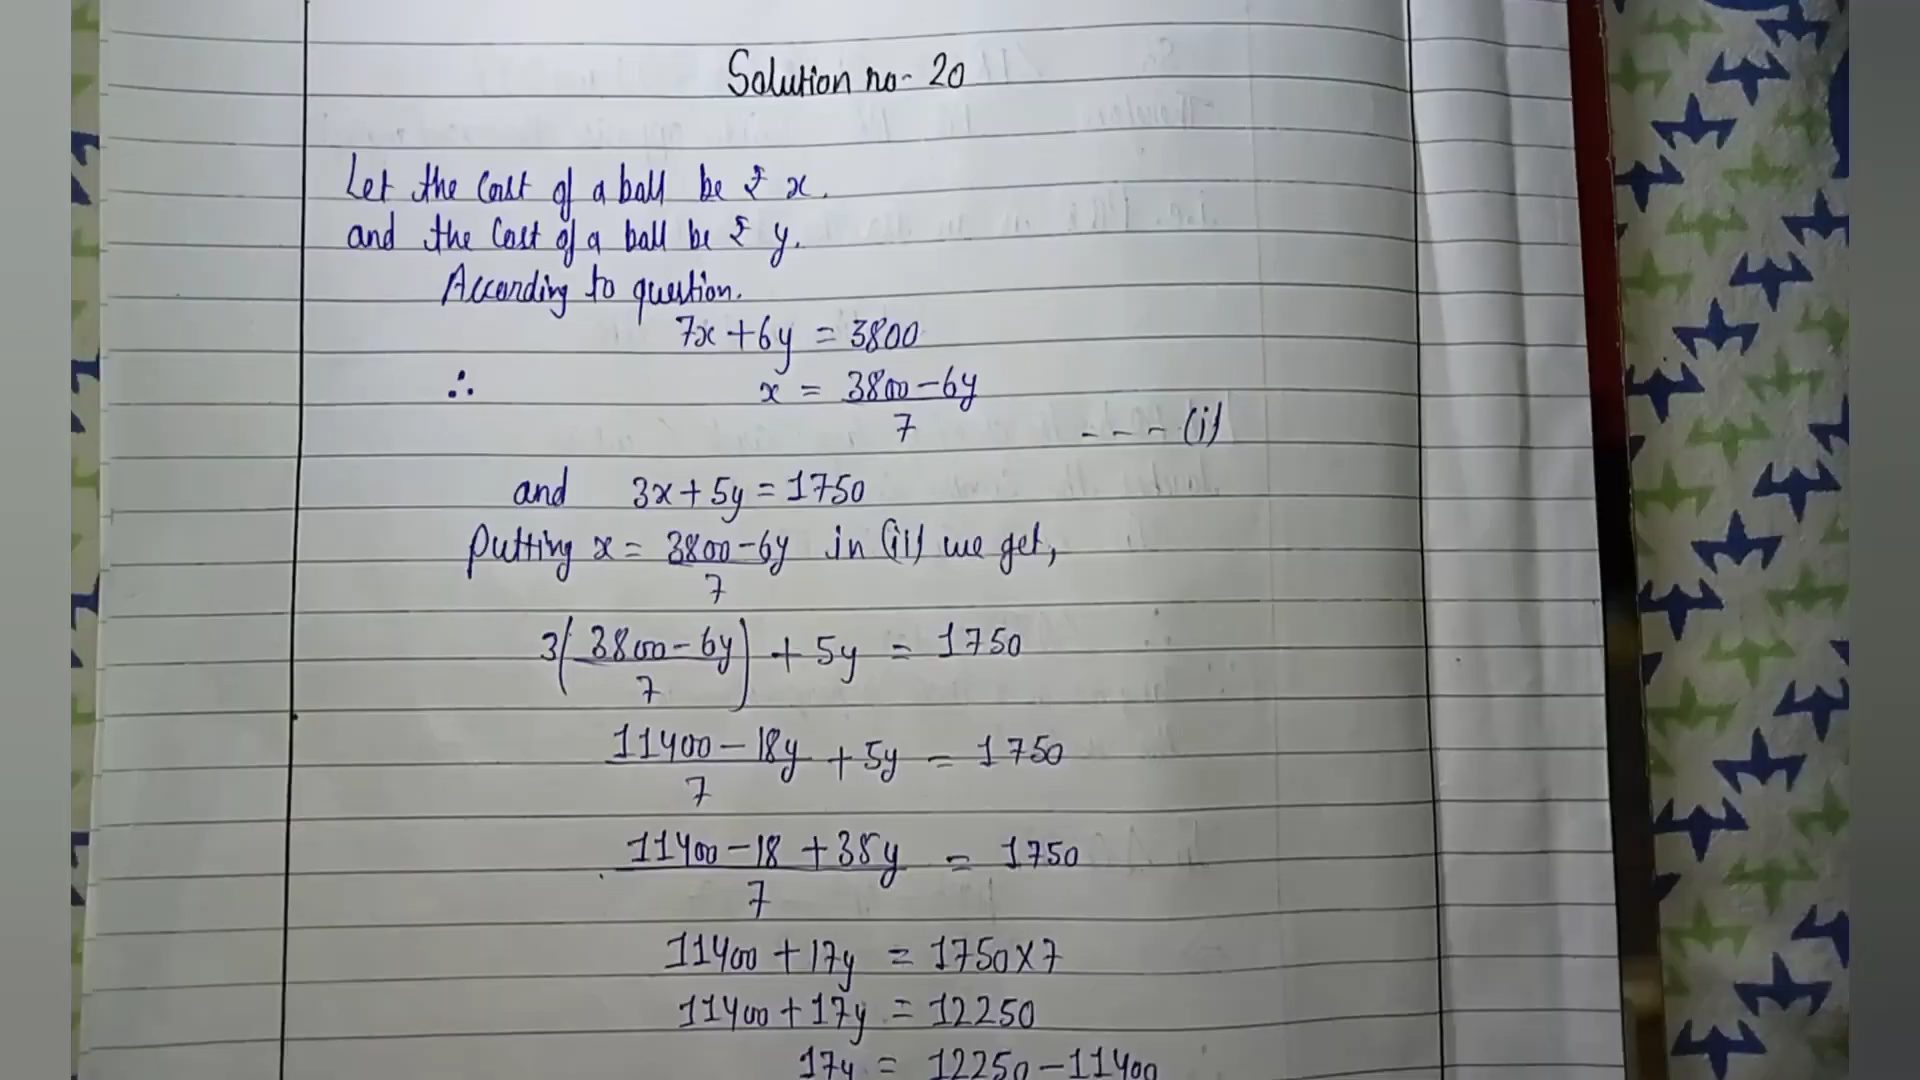 Solution no- 20
Let the Cost of a ball be ₹ x.
and the Cost of a ball be ₹ y.
According to question.
7x + 6y = 3800
∴ x = 3800 - 6y
7 - - - (i)
and 3x + 5y = 1750
Putting x = 3800 - 6y in (ii) we get,
7
3( 3800 - 6y ) + 5y = 1750
7
11400 - 18y + 5y = 1750
7
11400 - 18 + 35y = 1750
7
11400 + 17y = 1750 X 7
11400 + 17y = 12250
17y = 12250 - 11400